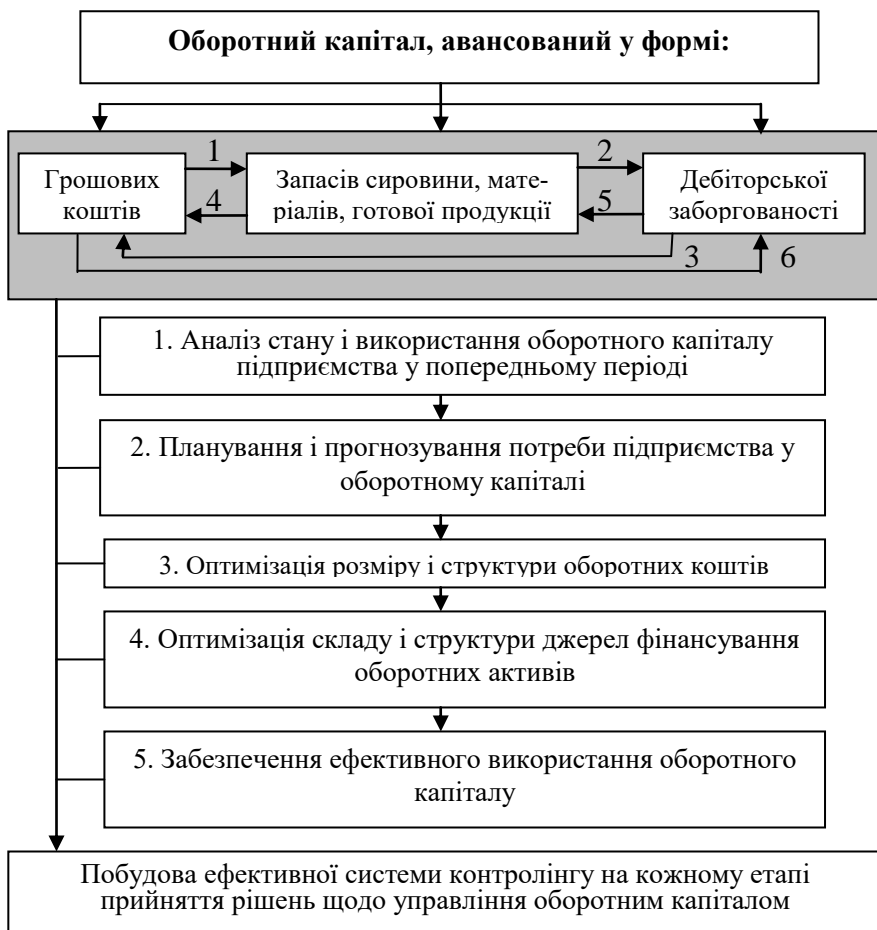 Оборотний капітал, авансований у формі:
1
2
Грошових
коштів
4
Запасів сировини, мате-
ріалів, готової продукції
5
Дебіторської
заборгованості
3
6
1. Аналіз стану і використання оборотного капіталу
підприємства у попередньому періоді
2. Планування і прогнозування потреби підприємства у
оборотному капіталі
3. Оптимізація розміру і структури оборотних коштів
4. Оптимізація складу і структури джерел фінансування
оборотних активів
5. Забезпечення ефективного використання оборотного
капіталу
Побудова ефективної системи контролінгу на кожному етапі
прийняття рішень щодо управління оборотним капіталом